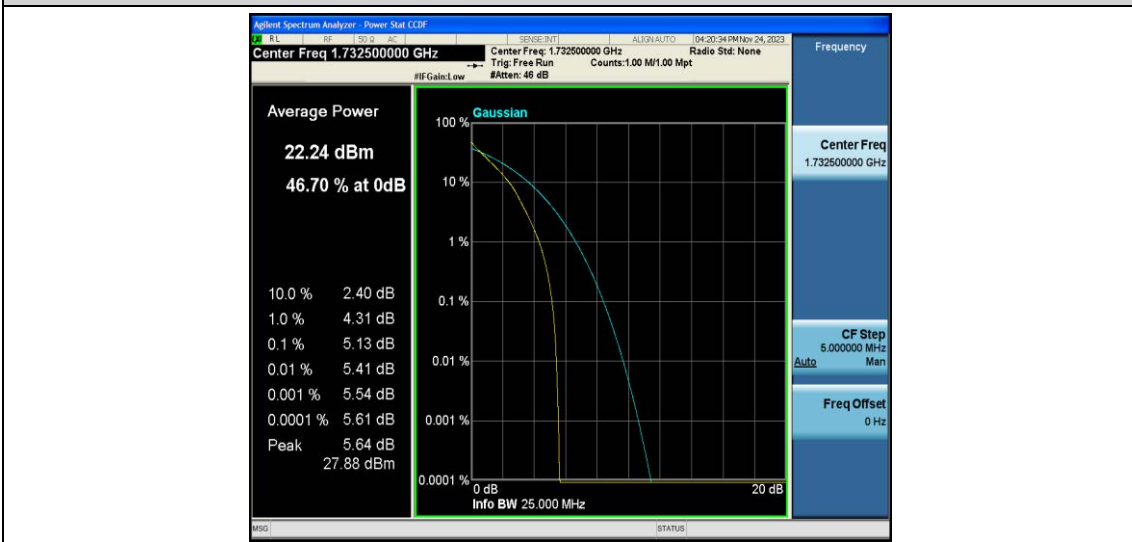 Agilent Spectrum Analyzer - Power Stat CCDF
RL RF 50 Ω AC SENSE:INT ALIGN AUTO 04:20:34 PM Nov 24, 2023
Center Freq 1.732500000 GHz
Center Freq: 1.732500000 GHz Radio Std: None
Trig: Free Run Counts:1.00 M/1.00 Mpt
#IFGain:Low #Atten: 46 dB
Average Power
22.24 dBm
46.70 % at 0dB
10.0 % 2.40 dB
1.0 % 4.31 dB
0.1 % 5.13 dB
0.01 % 5.41 dB
0.001 % 5.54 dB
0.0001 % 5.61 dB
Peak 5.64 dB
27.88 dBm
Gaussian
100 %
10 %
1 %
0.1 %
0.01 %
0.001 %
0.0001 %
0 dB 20 dB
Info BW 25.000 MHz
Frequency
Center Freq
1.732500000 GHz
CF Step
5.000000 MHz
Auto Man
Freq Offset
0 Hz
MSG STATUS